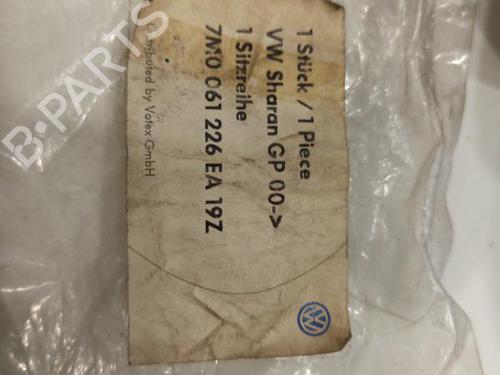 1 Stück / 1 Piece
VW Sharan GP 00->
1 Sitzreihe
7M0 061 226 EA 19Z
tributed by Votex GmbH
B-PARTS